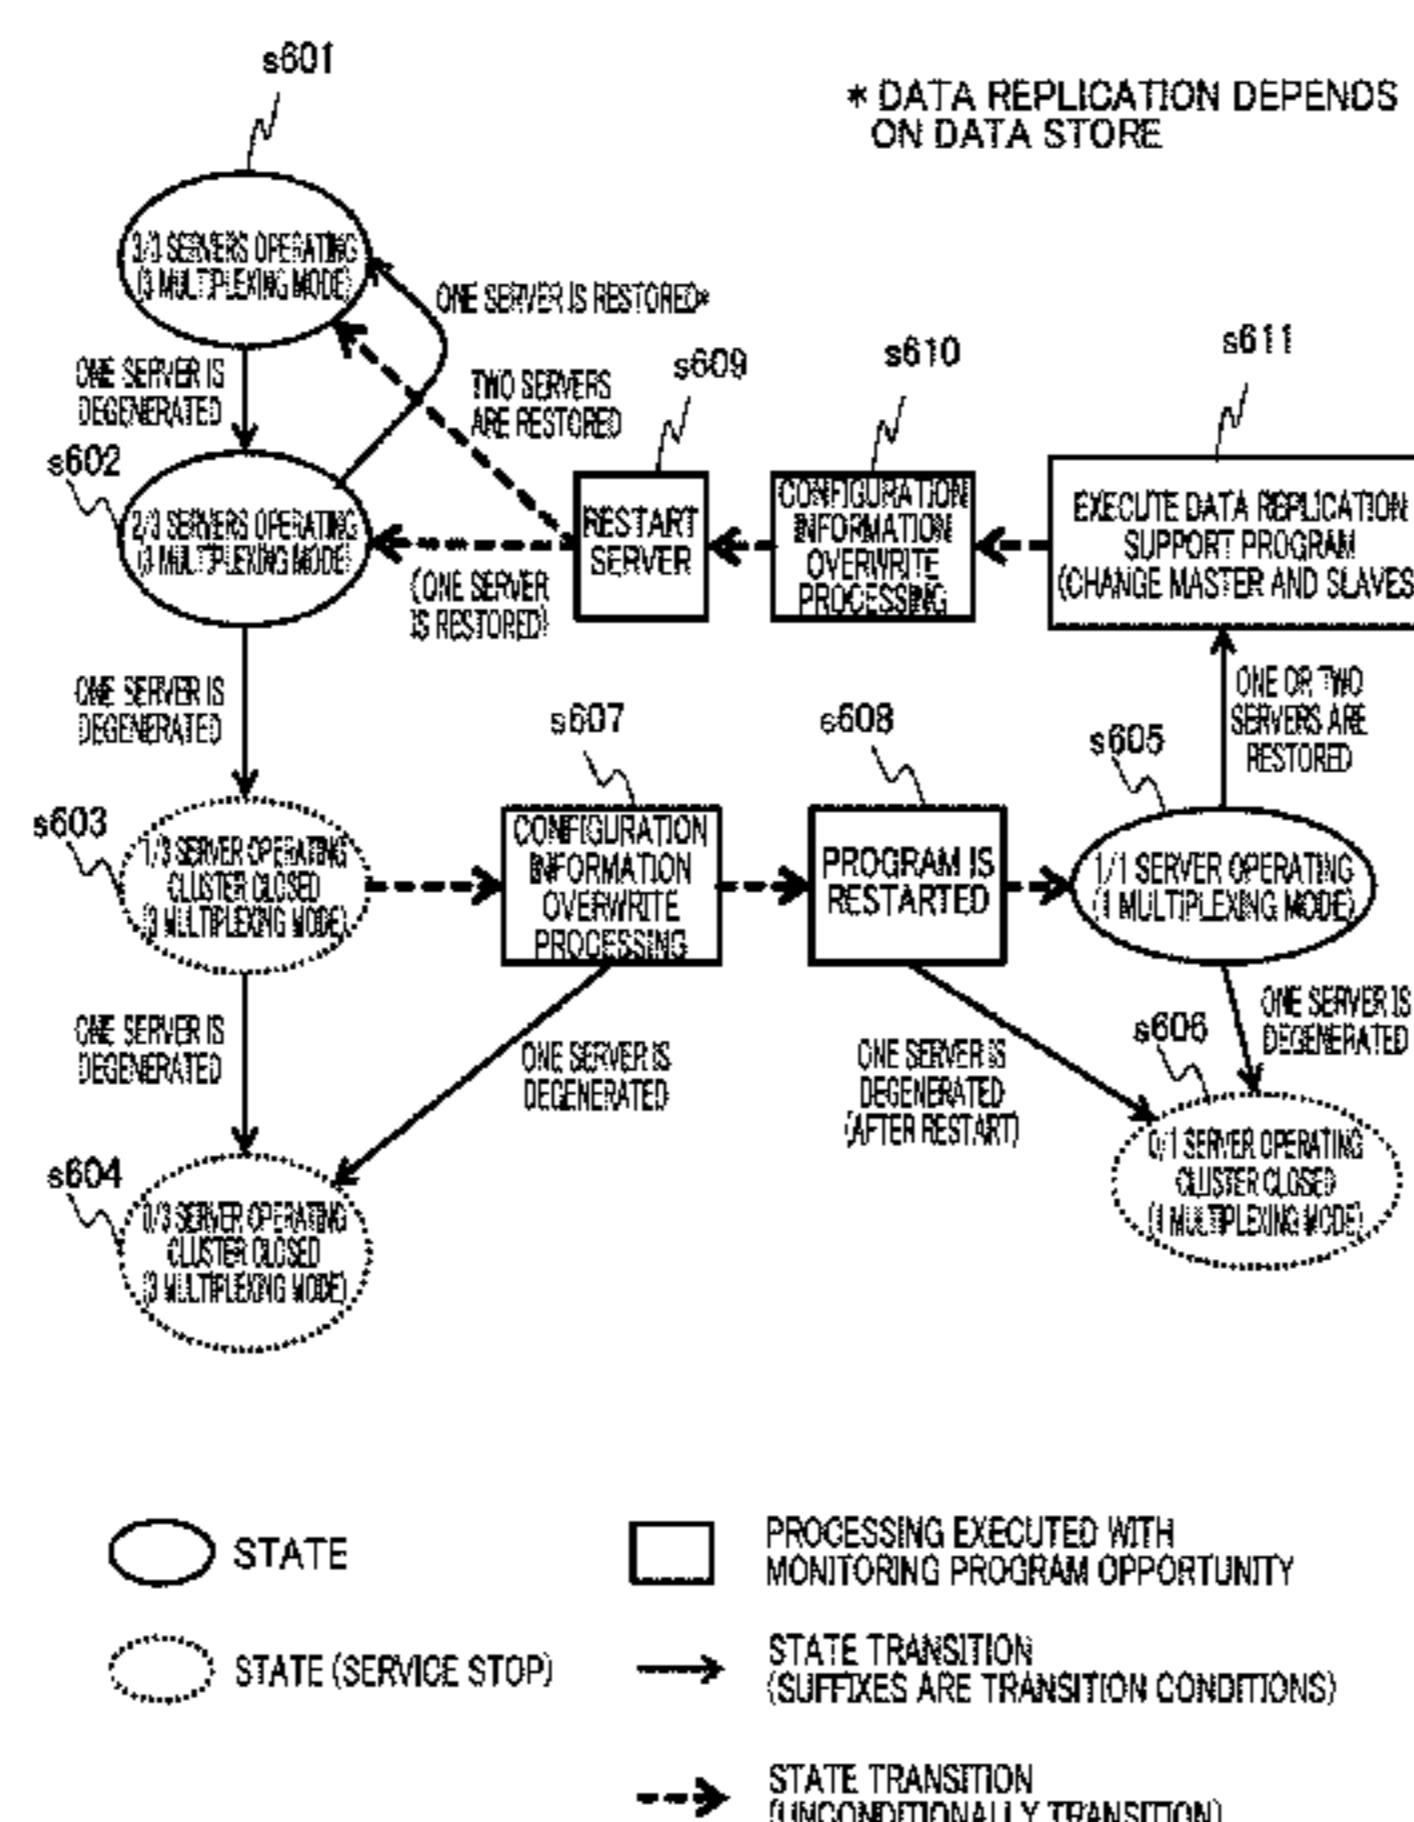 s601
* DATA REPLICATION DEPENDS
ON DATA STORE
3/3 SERVERS OPERATING
(3 MULTIPLEXING MODE)
ONE SERVER IS RESTORED*
ONE SERVER IS
DEGENERATED
TWO SERVERS
ARE RESTORED
s609
s610
s611
s602
2/3 SERVERS OPERATING
(3 MULTIPLEXING MODE)
RESTART
SERVER
CONFIGURATION
INFORMATION
OVERWRITE
PROCESSING
EXECUTE DATA REPLICATION
SUPPORT PROGRAM
(CHANGE MASTER AND SLAVES
(ONE SERVER
IS RESTORED)
ONE SERVER IS
DEGENERATED
ONE OR TWO
SERVERS ARE
RESTORED
s607
s608
s605
s603
1/3 SERVER OPERATING
CLUSTER CLOSED
(3 MULTIPLEXING MODE)
CONFIGURATION
INFORMATION
OVERWRITE
PROCESSING
PROGRAM IS
RESTARTED
1/1 SERVER OPERATING
(1 MULTIPLEXING MODE)
ONE SERVER IS
DEGENERATED
ONE SERVER IS
DEGENERATED
ONE SERVER IS
DEGENERATED
(AFTER RESTART)
ONE SERVER IS
DEGENERATED
s606
s604
0/3 SERVER OPERATING
CLUSTER CLOSED
(3 MULTIPLEXING MODE)
0/1 SERVER OPERATING
CLUSTER CLOSED
(1 MULTIPLEXING MODE)
STATE
PROCESSING EXECUTED WITH
MONITORING PROGRAM OPPORTUNITY
STATE (SERVICE STOP)
STATE TRANSITION
(SUFFIXES ARE TRANSITION CONDITIONS)
STATE TRANSITION
(UNCONDITIONALLY TRANSITION)